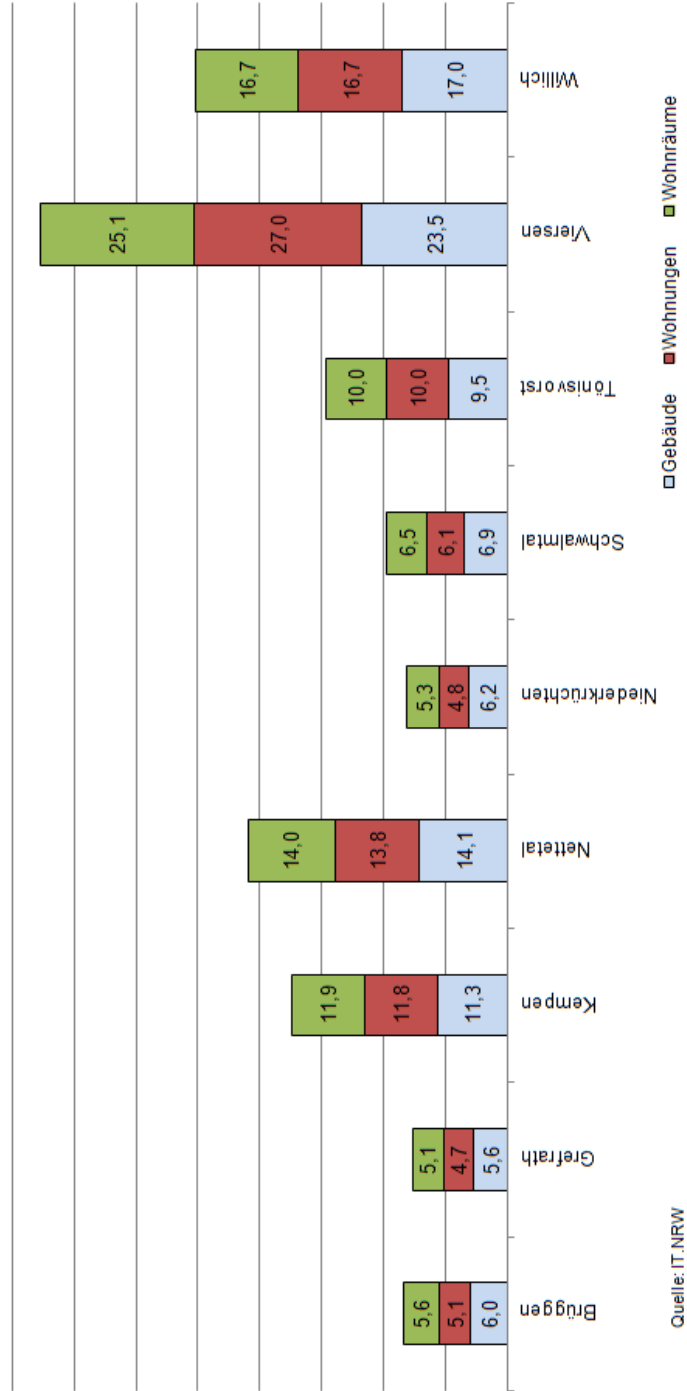 5,6 5,1 11,9 14,0 5,3 6,5 10,0 25,1 16,7
5,1 4,7 11,8 13,8 4,8 6,1 10,0 27,0 16,7
6,0 5,6 11,3 14,1 6,2 6,9 9,5 23,5 17,0
Brüggen Grefrath Kempen Nettetal Niederkrüchten Schwalmtal Tönisvorst Viersen Willich
Gebäude Wohnungen Wohnräume
Quelle: IT.NRW